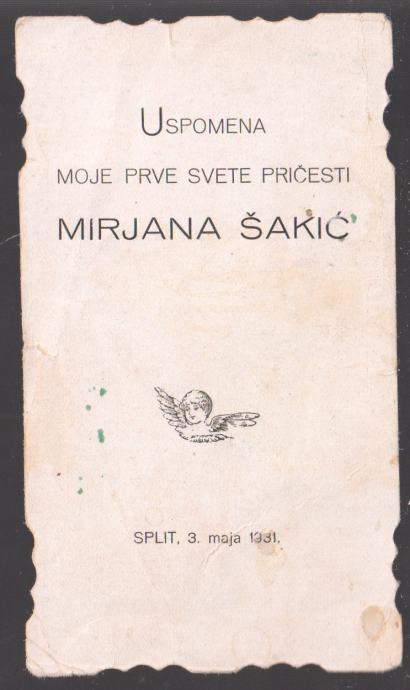 USPOMENA
MOJE PRVE SVETE PRIČESTI
MIRJANA ŠAKIĆ
SPLIT, 3. maja 1931.